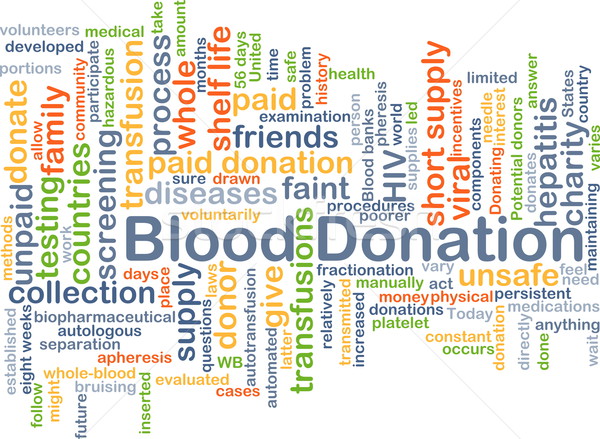 volunteers
medical
developed
portions
donate
allow
family
community
participate
hazardous
transfusion
process
take
whole
amount
months
shelf life
56 days
United
time
safe
problem
history
health
paid
examination
friends
paid donation
sure
drawn
diseases
faint
voluntarily
procedures
poorer
person
Blood banks
pheresis
HIV
world
supplies
led
short supply
viral
incentives
components
limited
needle
Donating
interest
Potential donors
donates
answer
hepatitis
charity
States
country
varies
maintaining
methods
unpaid
testing
work
countries
screening
Blood Donation
days
collection
place
supply
laws
questions
donor
autotransfusion
give
automated
latter
transfusions
relatively
fractionation
manually
transmitted
increased
vary
act
money
physical
donations
platelet
unsafe
feel
need
persistent
Today
medications
constant
occurs
donation
directly
done
anything
wait
established
eight weeks
biopharmaceutical
autologous
separation
apheresis
WB
whole-blood
evaluated
cases
follow
might
bruising
future
inserted